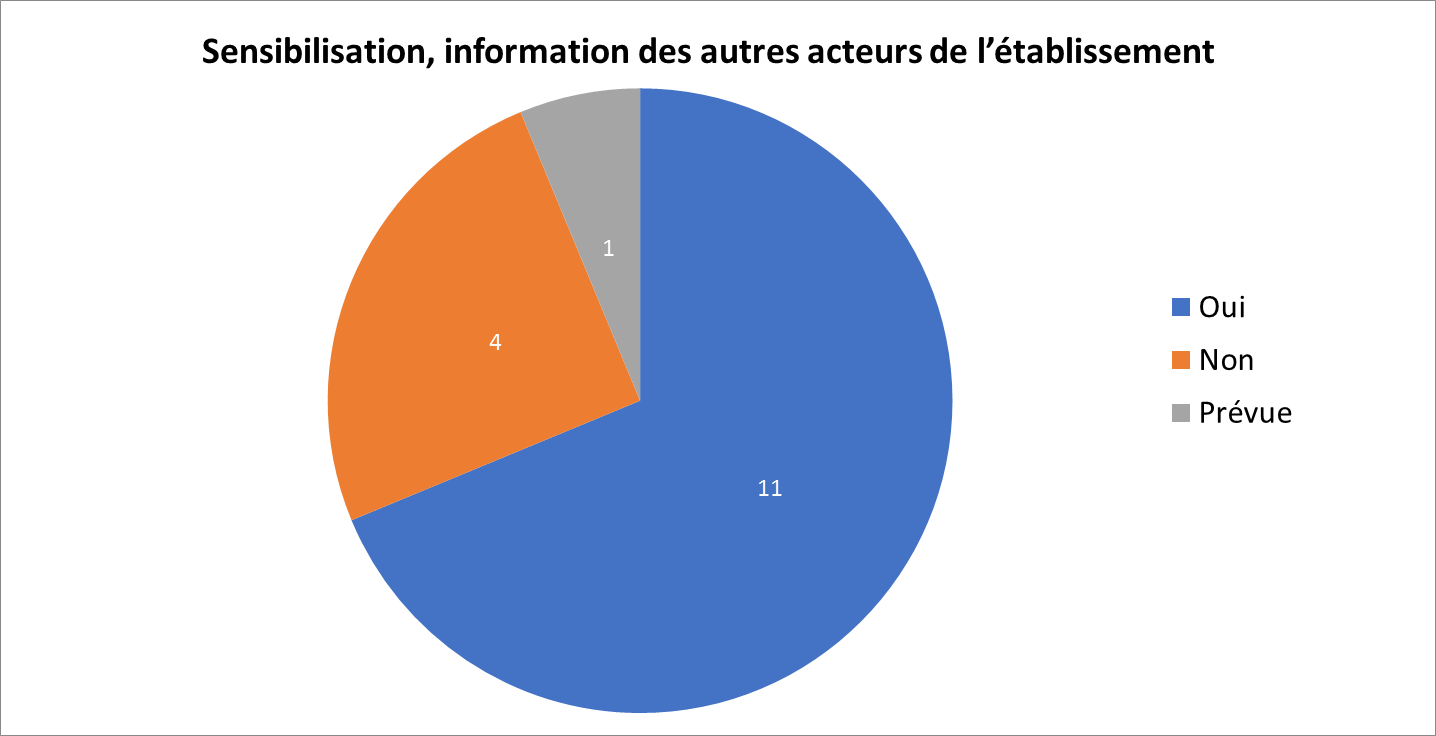 Sensibilisation, information des autres acteurs de l’établissement
1
4
11
Oui
Non
Prévue